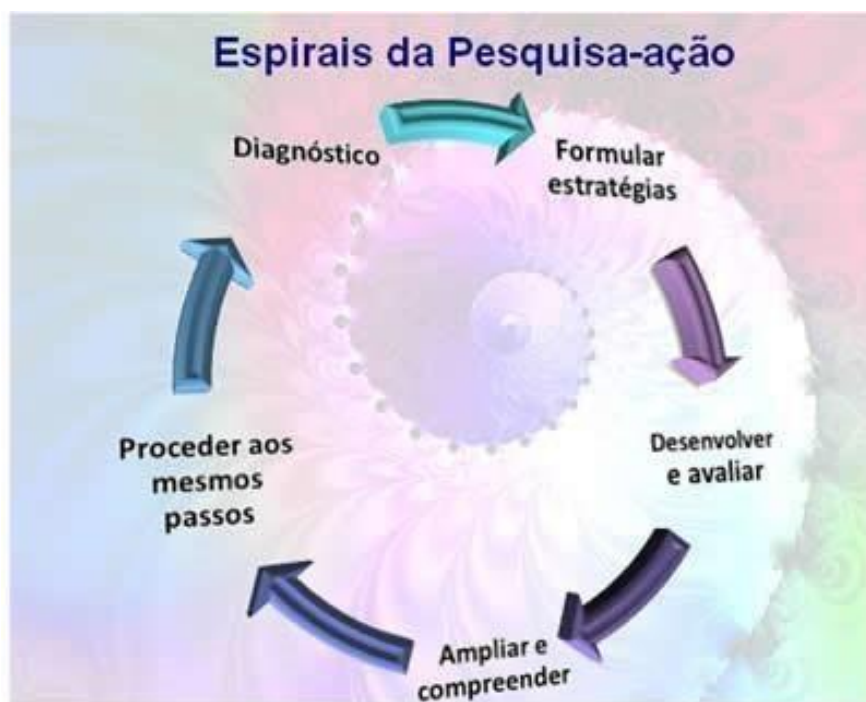 Espirais da Pesquisa-ação
Diagnóstico
Formular
estratégias
Desenvolver
e avaliar
Ampliar e
compreender
Proceder aos
mesmos
passos